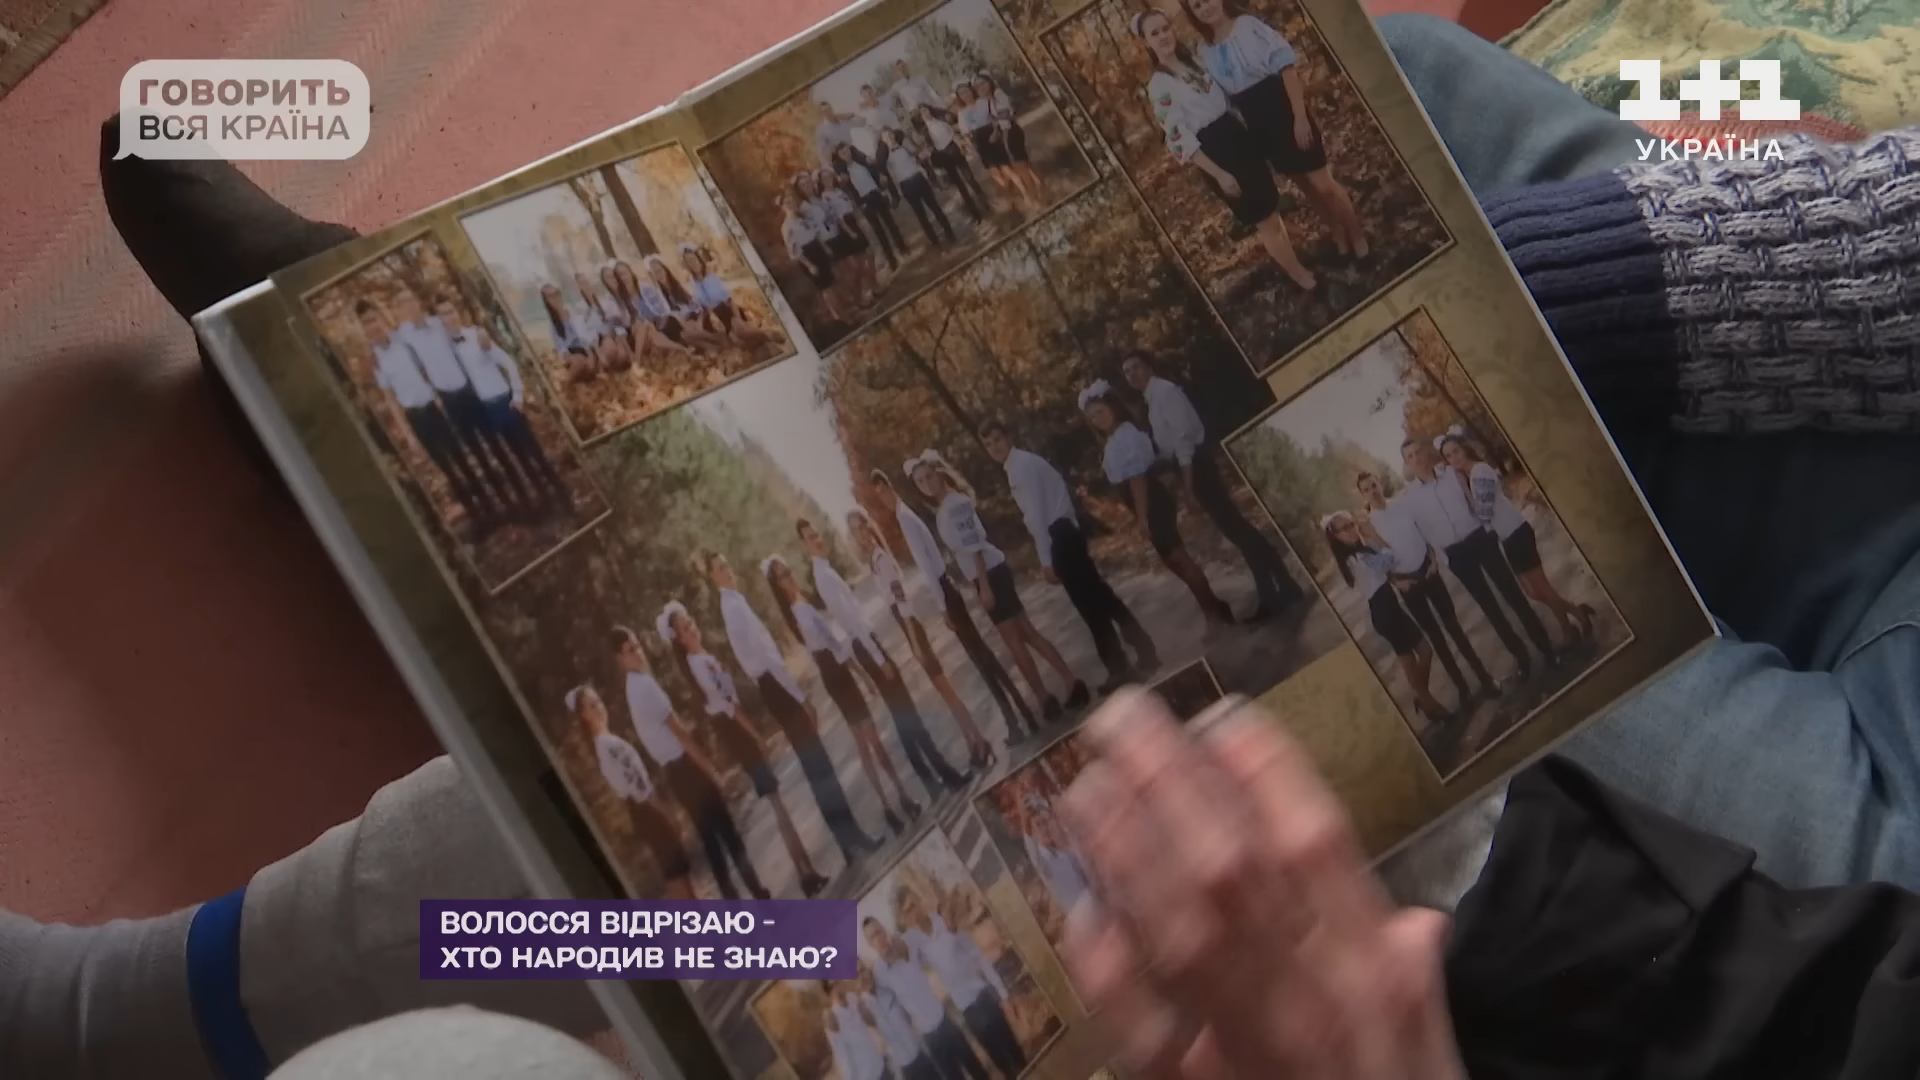 ГОВОРИТЬ
ВСЯ КРАЇНА
1+1
УКРАЇНА
ВОЛОССЯ ВІДРІЗАЮ -
ХТО НАРОДИВ НЕ ЗНАЮ?